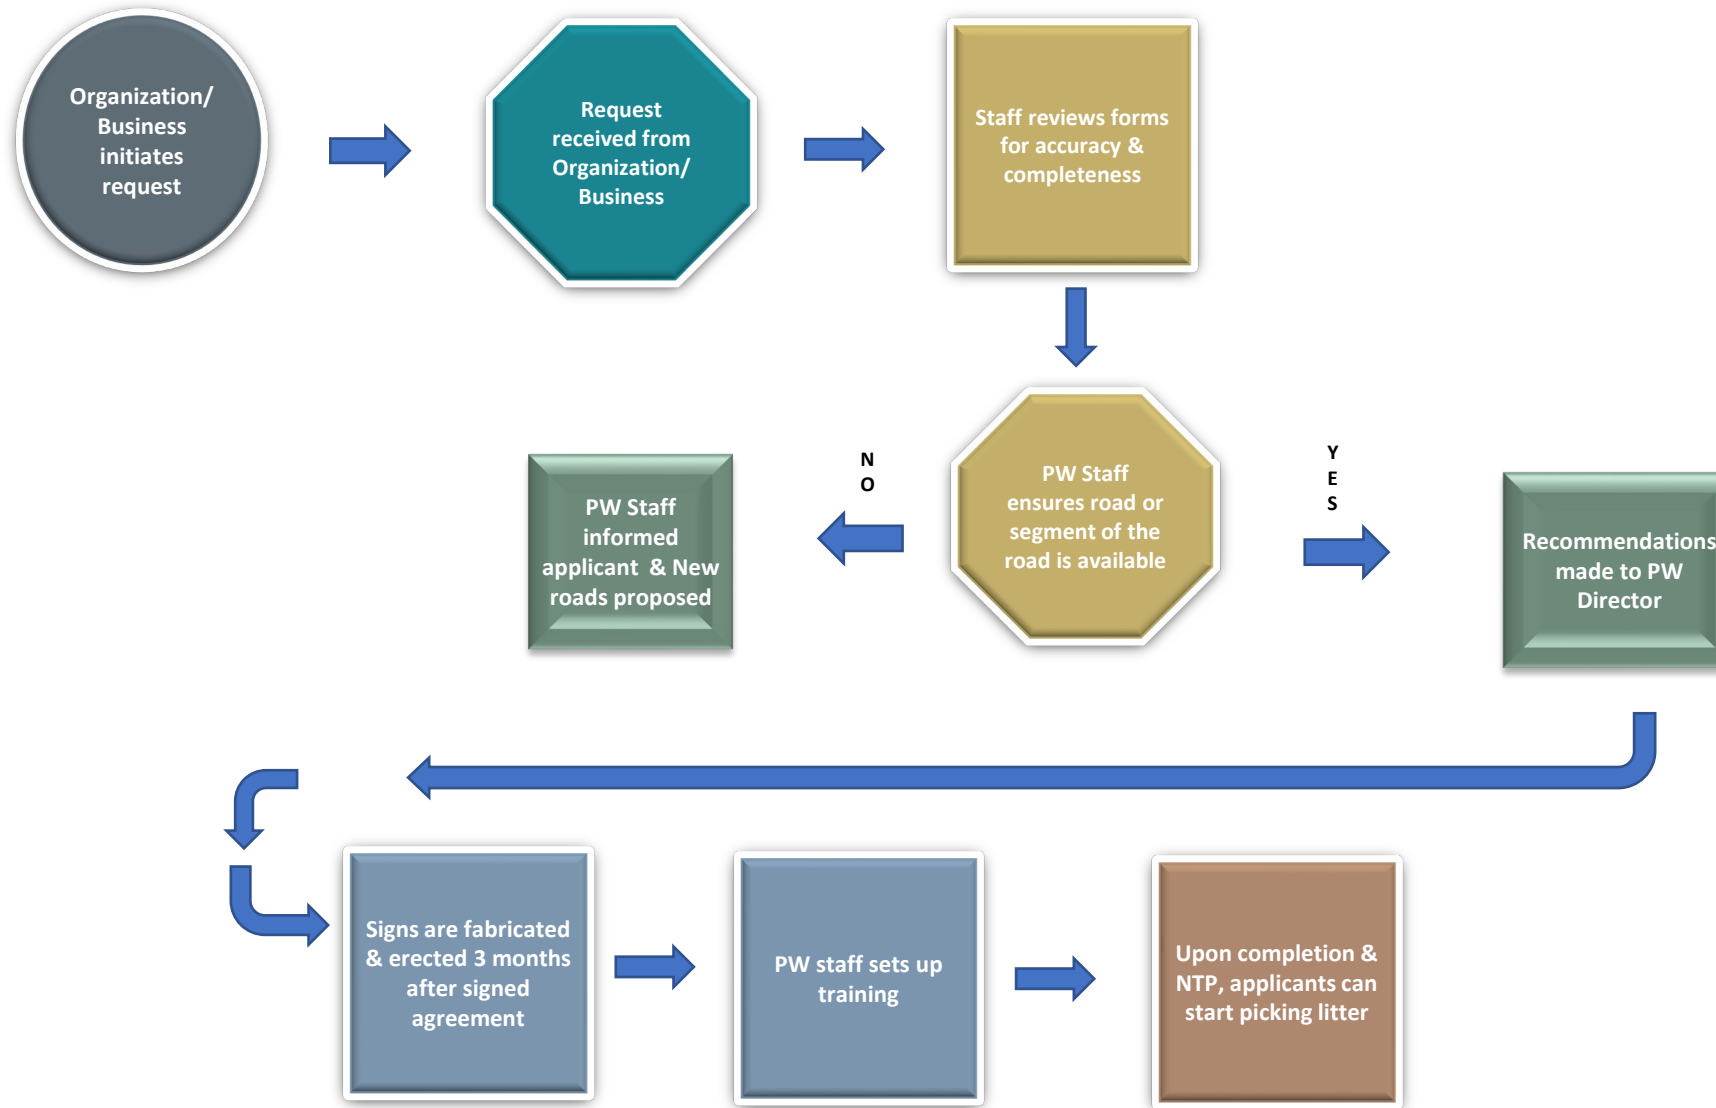 Organization/
Business
initiates
request
Request
received from
Organization/
Business
Staff reviews forms
for accuracy &
completeness
PW Staff
ensures road or
segment of the
road is available
N
O
PW Staff
informed
applicant & New
roads proposed
Y
E
S
Recommendations
made to PW
Director
Signs are fabricated
& erected 3 months
after signed
agreement
PW staff sets up
training
Upon completion &
NTP, applicants can
start picking litter